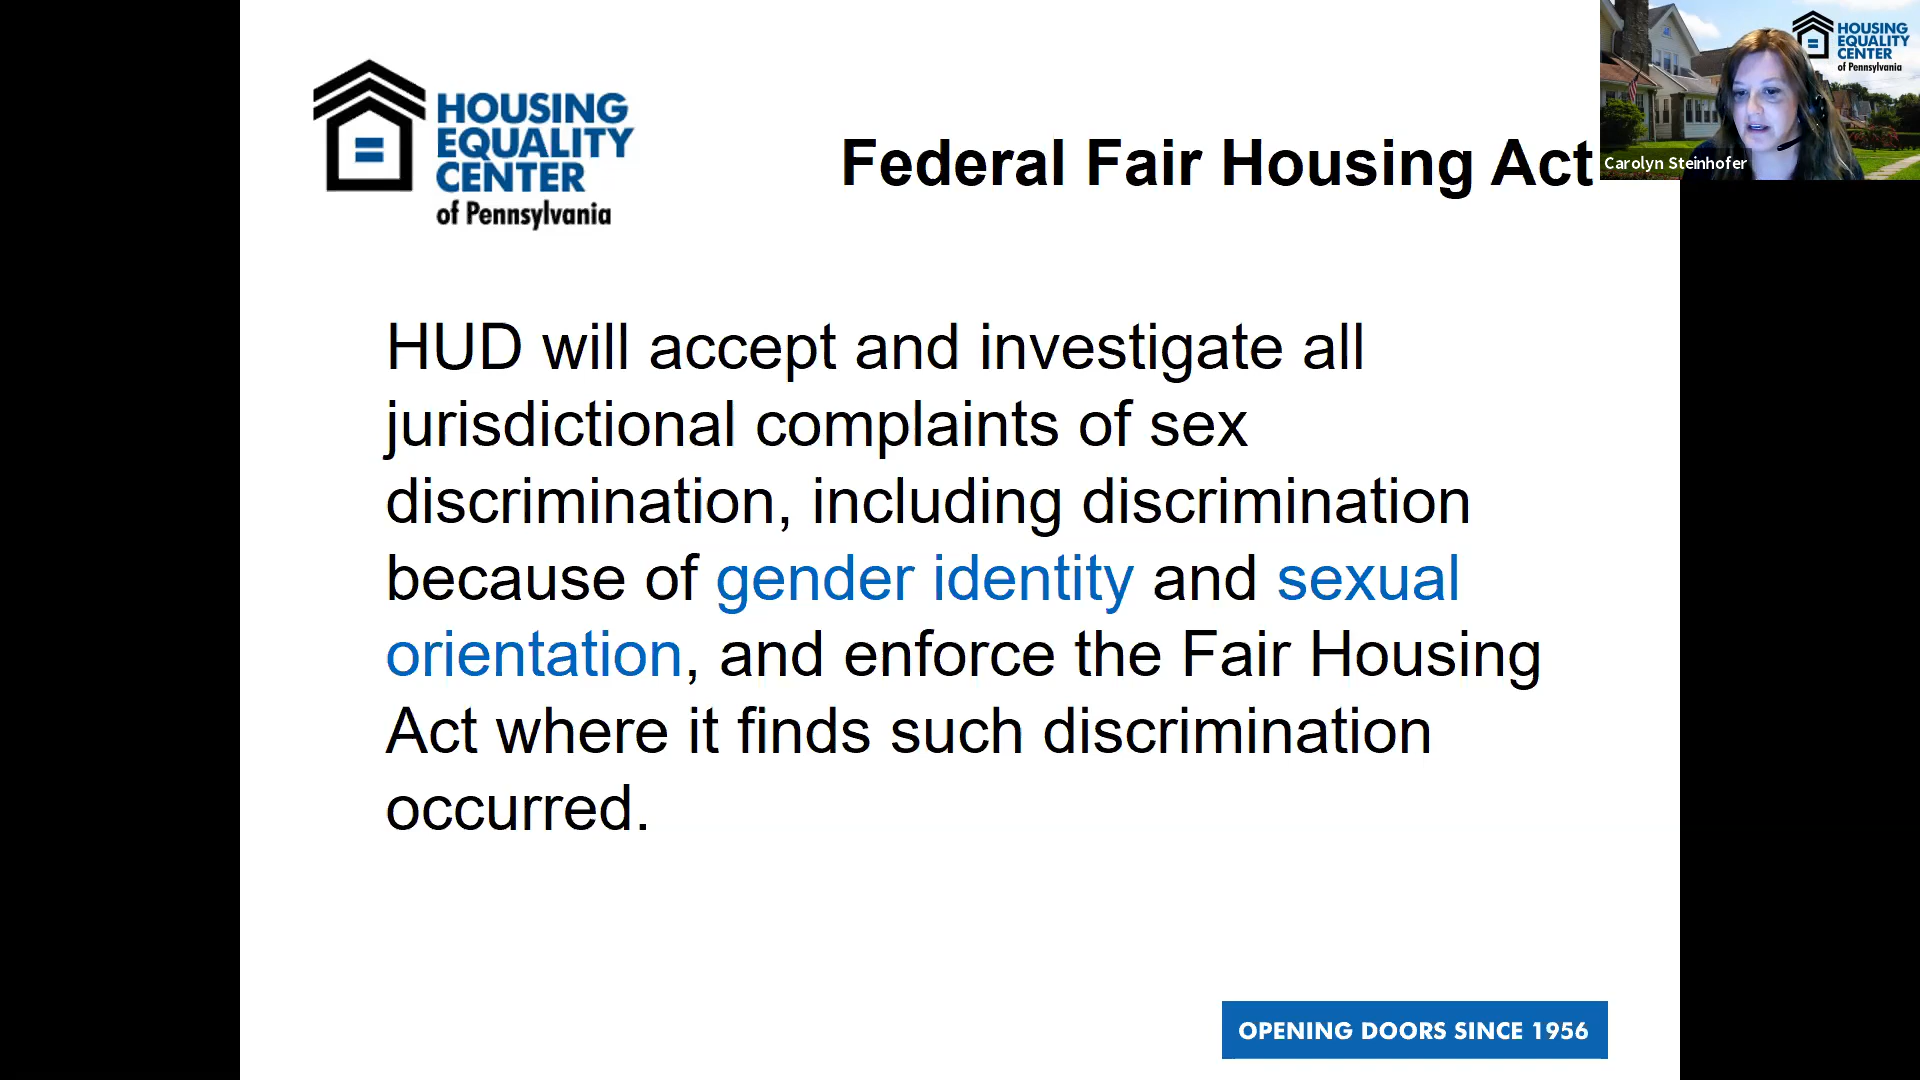 HOUSING
EQUALITY
CENTER
of Pennsylvania
Federal Fair Housing Act
HOUSING
EQUALITY
CENTER
of Pennsylvania
Carolyn Steinhofer
HUD will accept and investigate all
jurisdictional complaints of sex
discrimination, including discrimination
because of gender identity and sexual
orientation, and enforce the Fair Housing
Act where it finds such discrimination
occurred.
OPENING DOORS SINCE 1956